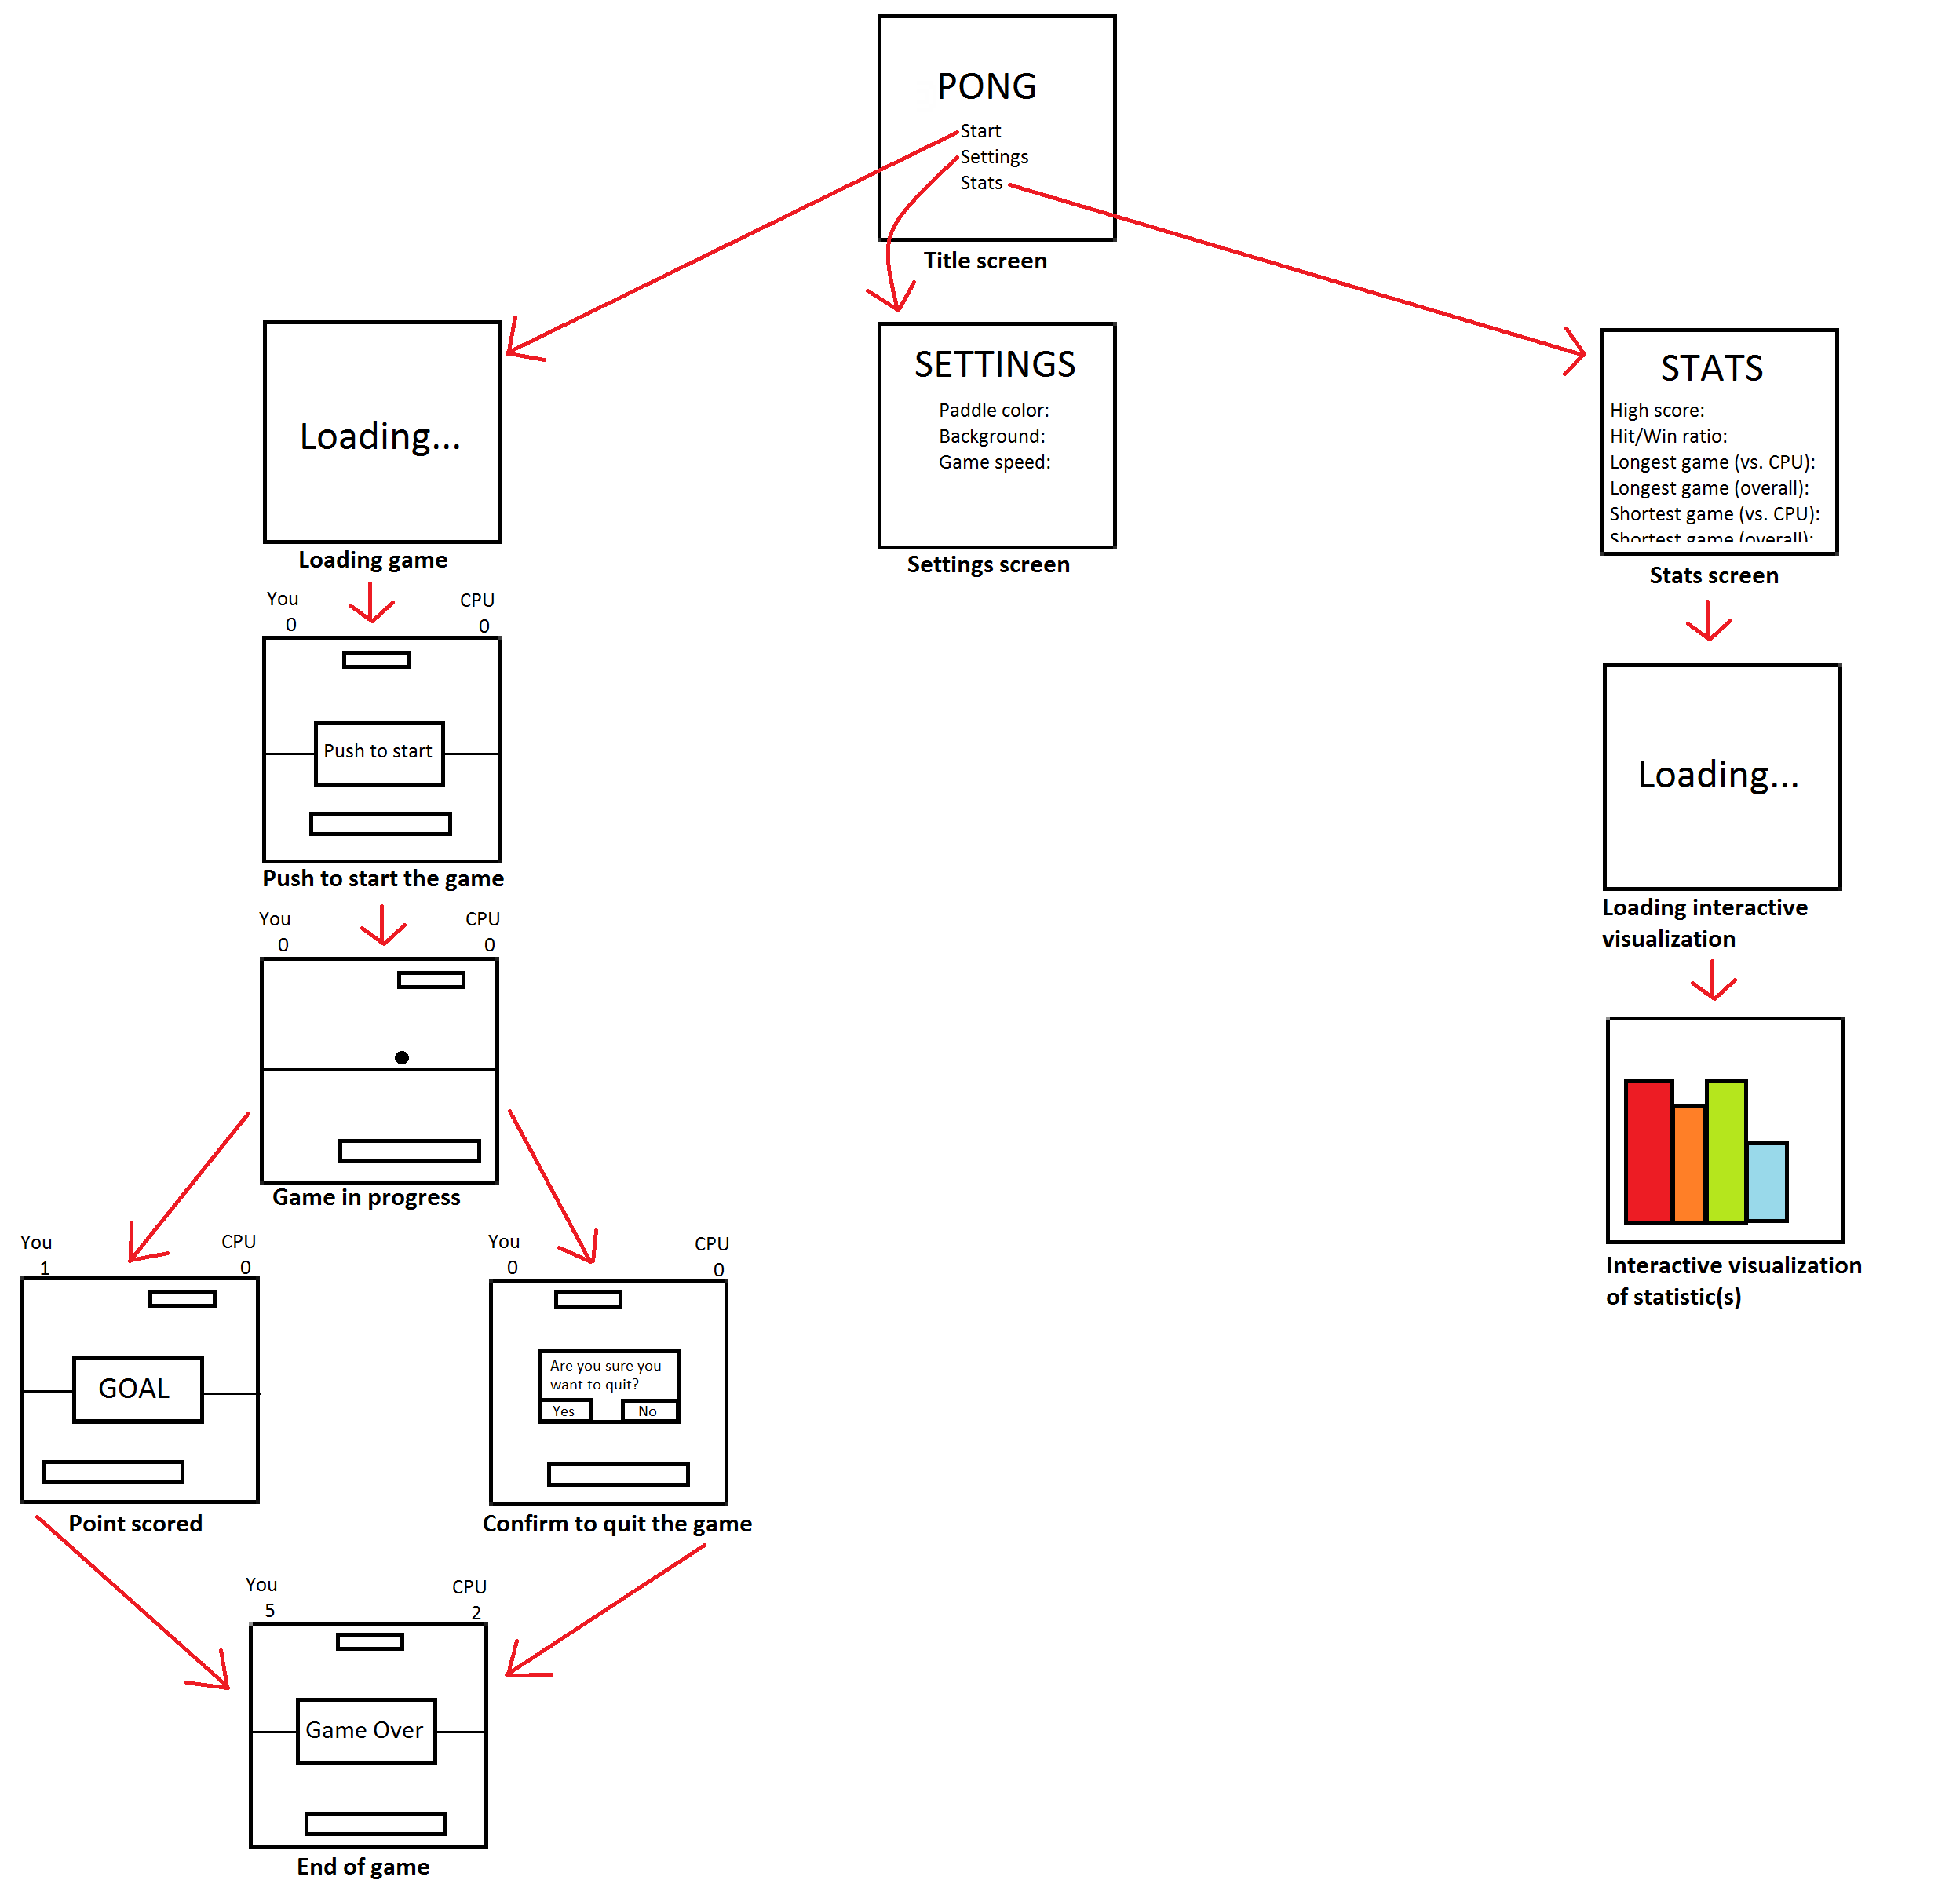 PONG
Start
Settings
Stats
Title screen
Loading...
Loading game
SETTINGS
Paddle color:
Background:
Game speed:
Settings screen
STATS
High score:
Hit/Win ratio:
Longest game (vs. CPU):
Longest game (overall):
Shortest game (vs. CPU):
Shortest game (overall):
Stats screen
You CPU
0 0
Push to start
Push to start the game
Loading...
Loading interactive
visualization
You CPU
0 0
Game in progress
Interactive visualization
of statistic(s)
You CPU
1 0
GOAL
Point scored
You CPU
0 0
Are you sure you
want to quit?
Yes No
Confirm to quit the game
You CPU
5 2
Game Over
End of game